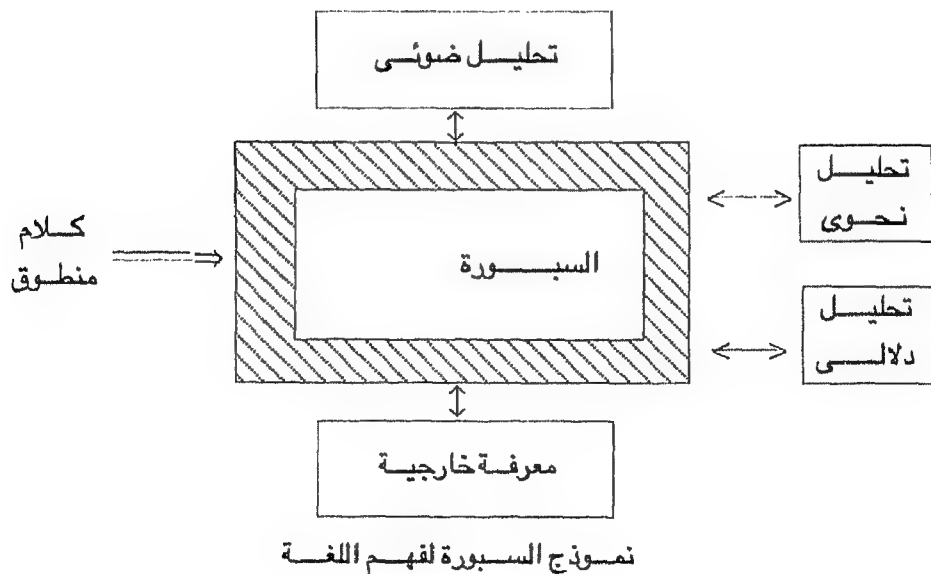 تحليل ضوئى
تحليل
نحوى
كلام
منطوق
السبورة
تحليل
دلالى
معرفة خارجية
نموذج السبورة لفهم اللغة